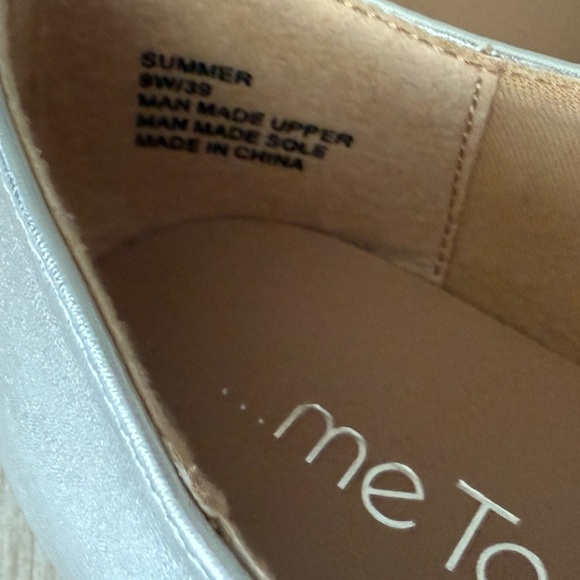 SUMMER
9W/39
MAN MADE UPPER
MAN MADE SOLE
MADE IN CHINA
...me To